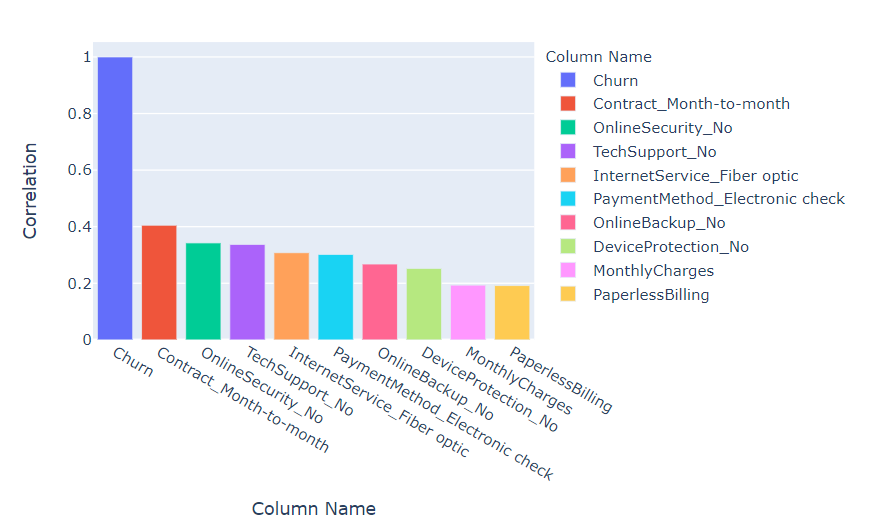 Correlation
1
0.8
0.6
0.4
0.2
0
Churn
Contract_Month-to-month
OnlineSecurity_No
TechSupport_No
InternetService_Fiber optic
PaymentMethod_Electronic check
OnlineBackup_No
DeviceProtection_No
MonthlyCharges
PaperlessBilling
Column Name
Column Name
Churn
Contract_Month-to-month
OnlineSecurity_No
TechSupport_No
InternetService_Fiber optic
PaymentMethod_Electronic check
OnlineBackup_No
DeviceProtection_No
MonthlyCharges
PaperlessBilling